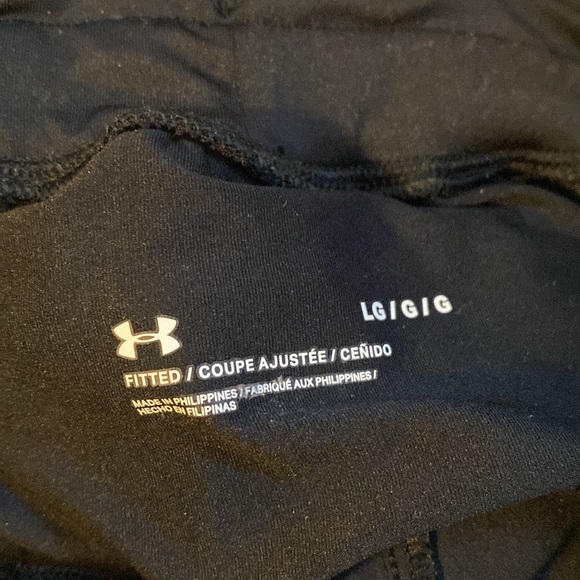 LG / G / G
FITTED / COUPE AJUSTÉE / CEÑIDO
MADE IN PHILIPPINES / FABRIQUÉ AUX PHILIPPINES /
HECHO EN FILIPINAS